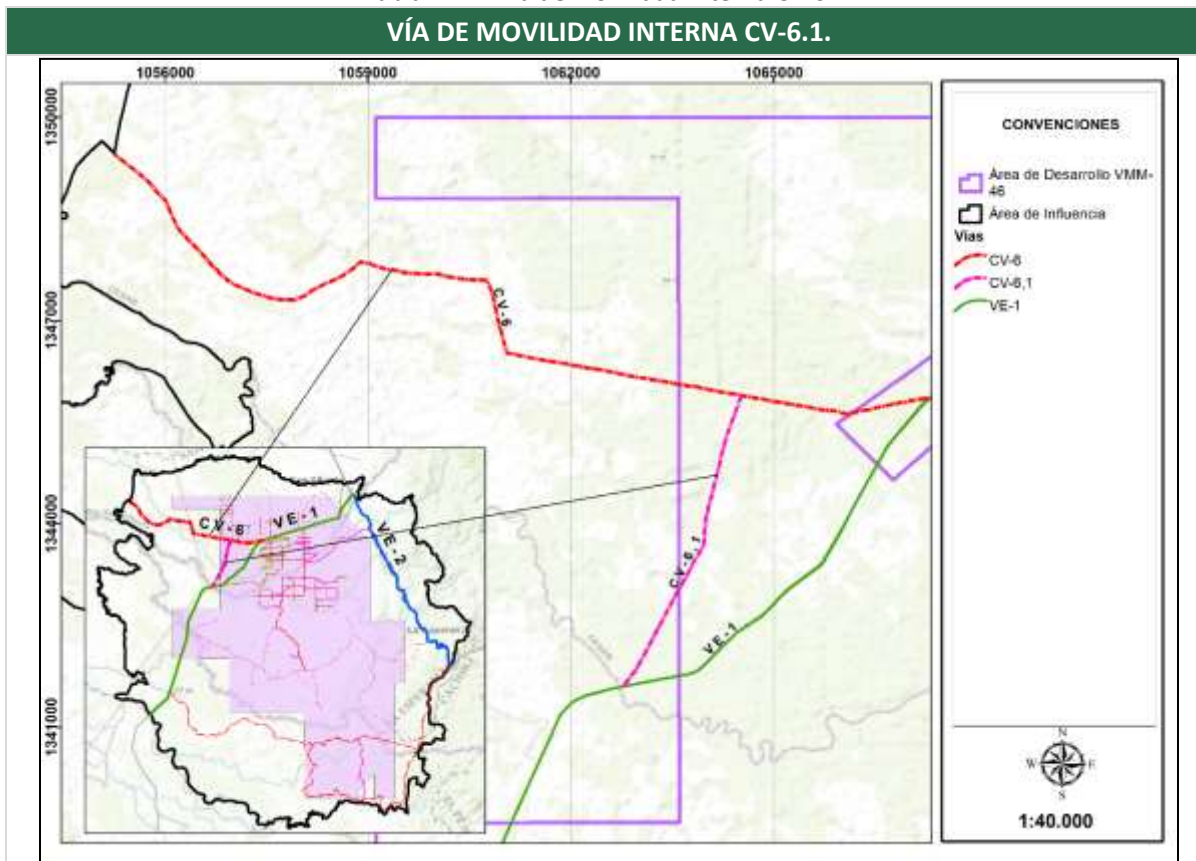 VÍA DE MOVILIDAD INTERNA CV-6.1.
1056000
1059000
1062000
1065000
1350000
1347000
1344000
1341000
CV-6
CV-6,1
VE-1
CV-6
VE-1
VE-2
CONVENCIONES
Área de Desarrollo VMM-
46
Área de Influencia
Vías
CV-6
CV-6,1
VE-1
N
W
E
S
1:40.000